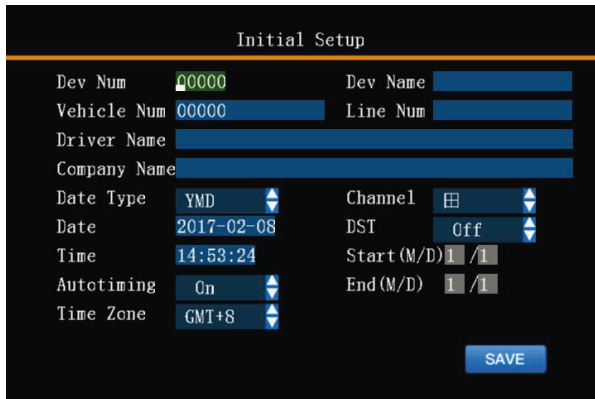 Initial Setup
Dev Num 00000 Dev Name
Vehicle Num 00000 Line Num
Driver Name
Company Name
Date Type YMD Channel 田
Date 2017-02-08 DST Off
Time 14:53:24 Start(M/D) 1 /1
Autotiming On End(M/D) 1 /1
Time Zone GMT+8
SAVE